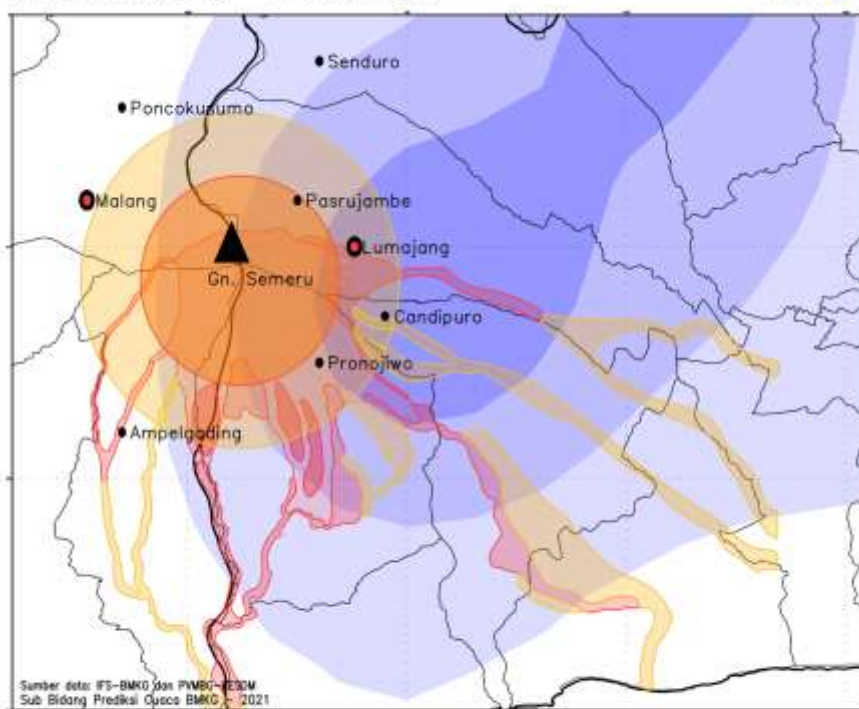 Senduro
Poncokusumo
Malang
Pasrujambe
Lumajang
Gn. Semeru
Candipuro
Pronojiwo
Ampelgading
Sumber data: IFS-BMKG dan PVMBG-KESDM
Sub Bidang Prediksi Cuaca BMKG - 2021